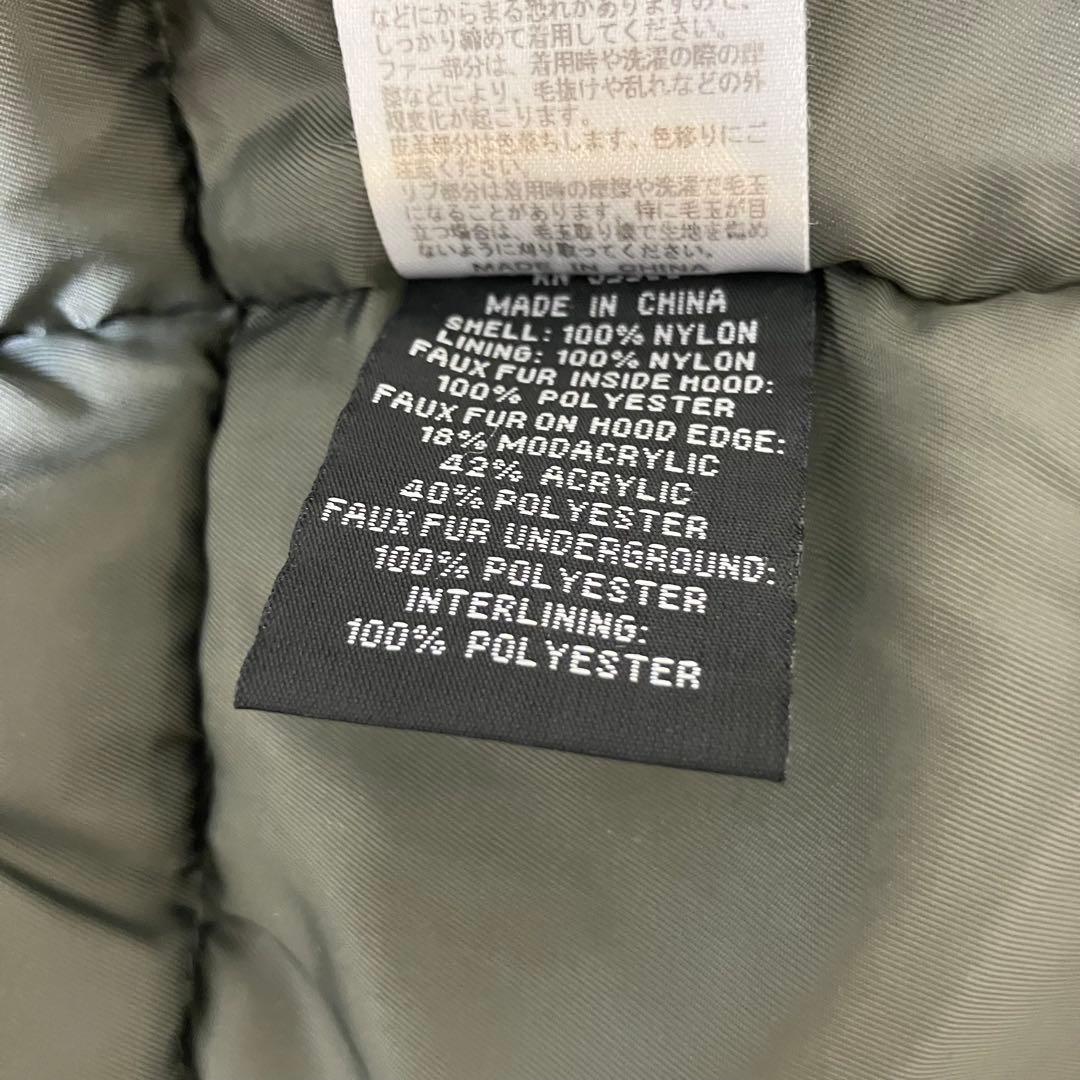 などにからまる恐れがありますので、
しっかり締めて着用してください。
ファー部分は、着用時や洗濯の際の摩
擦などにより、毛抜けや乱れなどの外
観変化が起こります。
皮革部分は色落ちします、色移りにご
注意ください。
リブ部分は着用時の摩擦や洗濯で毛玉
になることがあります。特に毛玉が目
立つ場合は、毛玉取り線で生地を傷め
ないように刈り取ってください。
MADE IN CHINA
RN
MADE IN CHINA
SHELL: 100% NYLON
LINING: 100% NYLON
FAUX FUR INSIDE HOOD:
100% POLYESTER
FAUX FUR ON HOOD EDGE:
18% MODACRYLIC
42% ACRYLIC
40% POLYESTER
FAUX FUR UNDERGROUND:
100% POLYESTER
INTERLINING:
100% POLYESTER